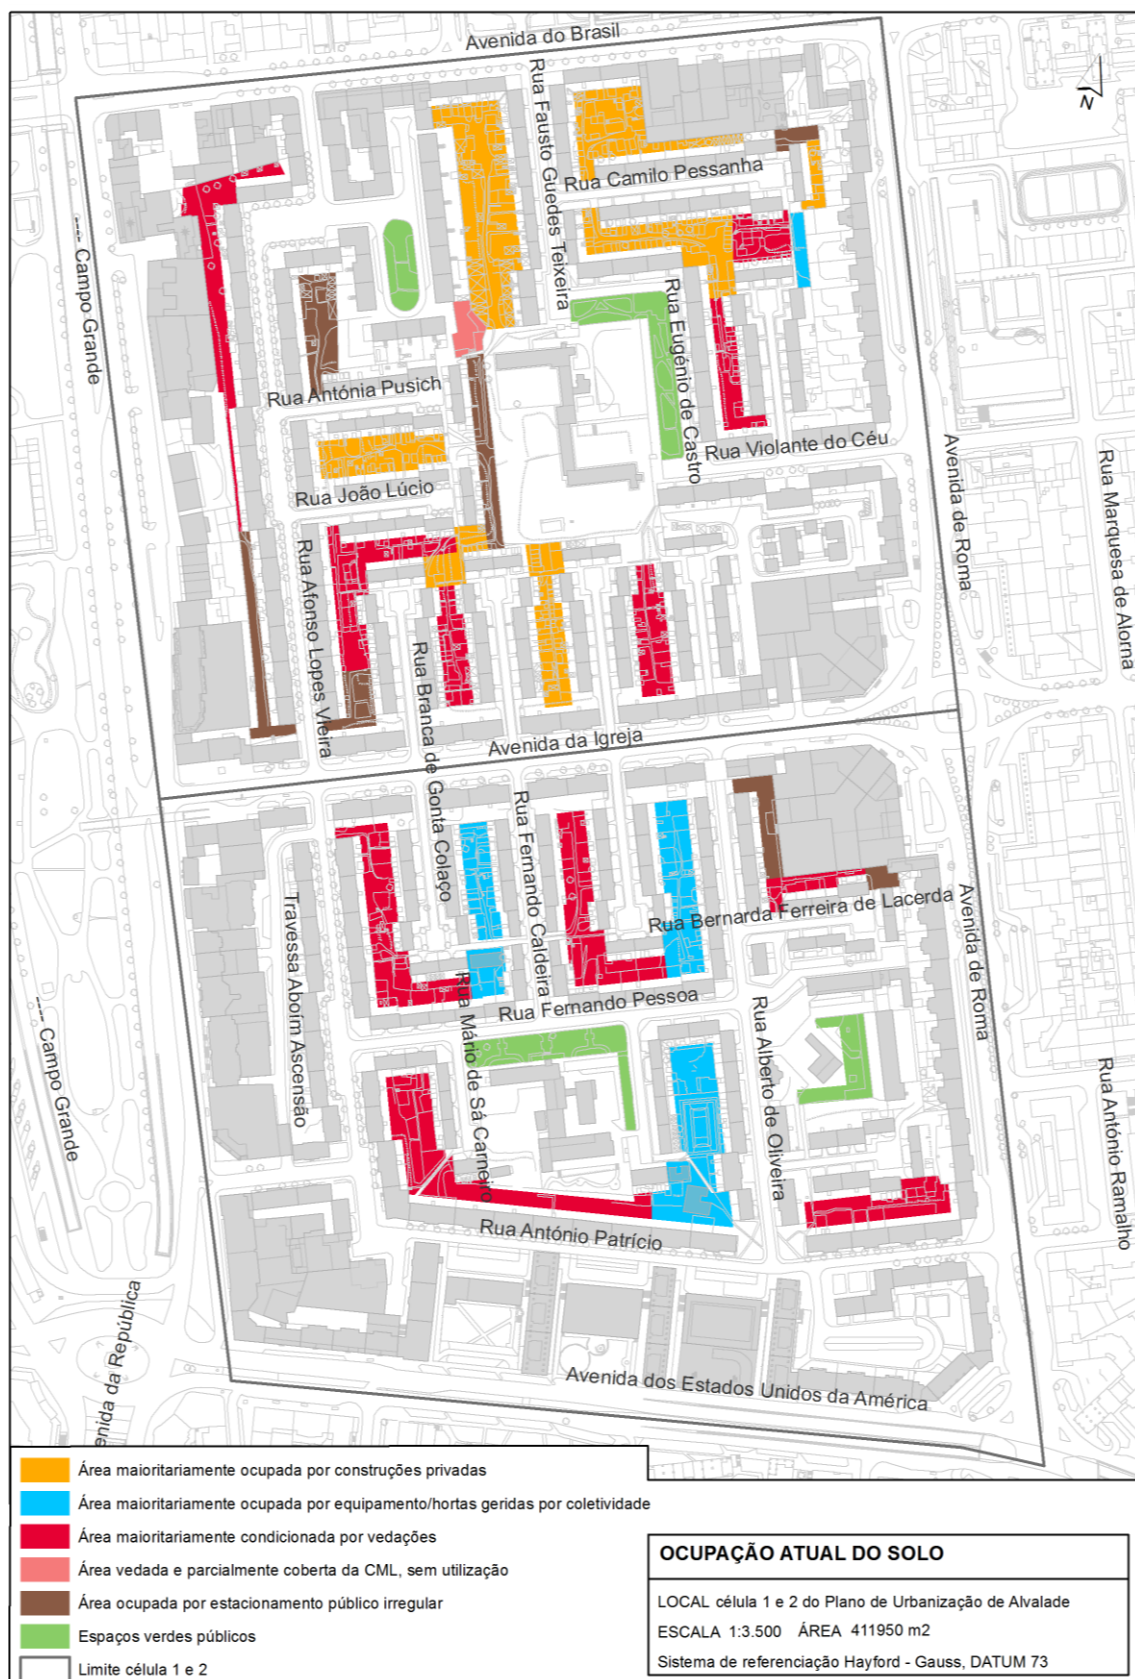 Avenida do Brasil
N
Rua Fausto Guedes Teixeira
Rua Camilo Pessanha
---- Campo Grande
Rua Eugénio de Castro
Rua Antónia Pusich
Rua Violante do Céu
Rua João Lúcio
Avenida de Roma
Rua Marquesa de Alorna
Rua Afonso Lopes Vieira
Rua Branca de Gonta Colaço
Avenida da Igreja
Rua Fernando Caldeira
Travessa Aboim Ascensão
Rua Bernarda Ferreira de Lacerda
Avenida de Roma
---- Campo Grande
Rua Mário de Sá Carneiro
Rua Fernando Pessoa
Rua Alberto de Oliveira
Rua António Ramalho
Rua António Patrício
enida da República
Avenida dos Estados Unidos da América
Área maioritariamente ocupada por construções privadas
Área maioritariamente ocupada por equipamento/hortas geridas por coletividade
Área maioritariamente condicionada por vedações
Área vedada e parcialmente coberta da CML, sem utilização
Área ocupada por estacionamento público irregular
Espaços verdes públicos
Limite célula 1 e 2
OCUPAÇÃO ATUAL DO SOLO
LOCAL célula 1 e 2 do Plano de Urbanização de Alvalade
ESCALA 1:3.500 ÁREA 411950 m2
Sistema de referenciação Hayford - Gauss, DATUM 73